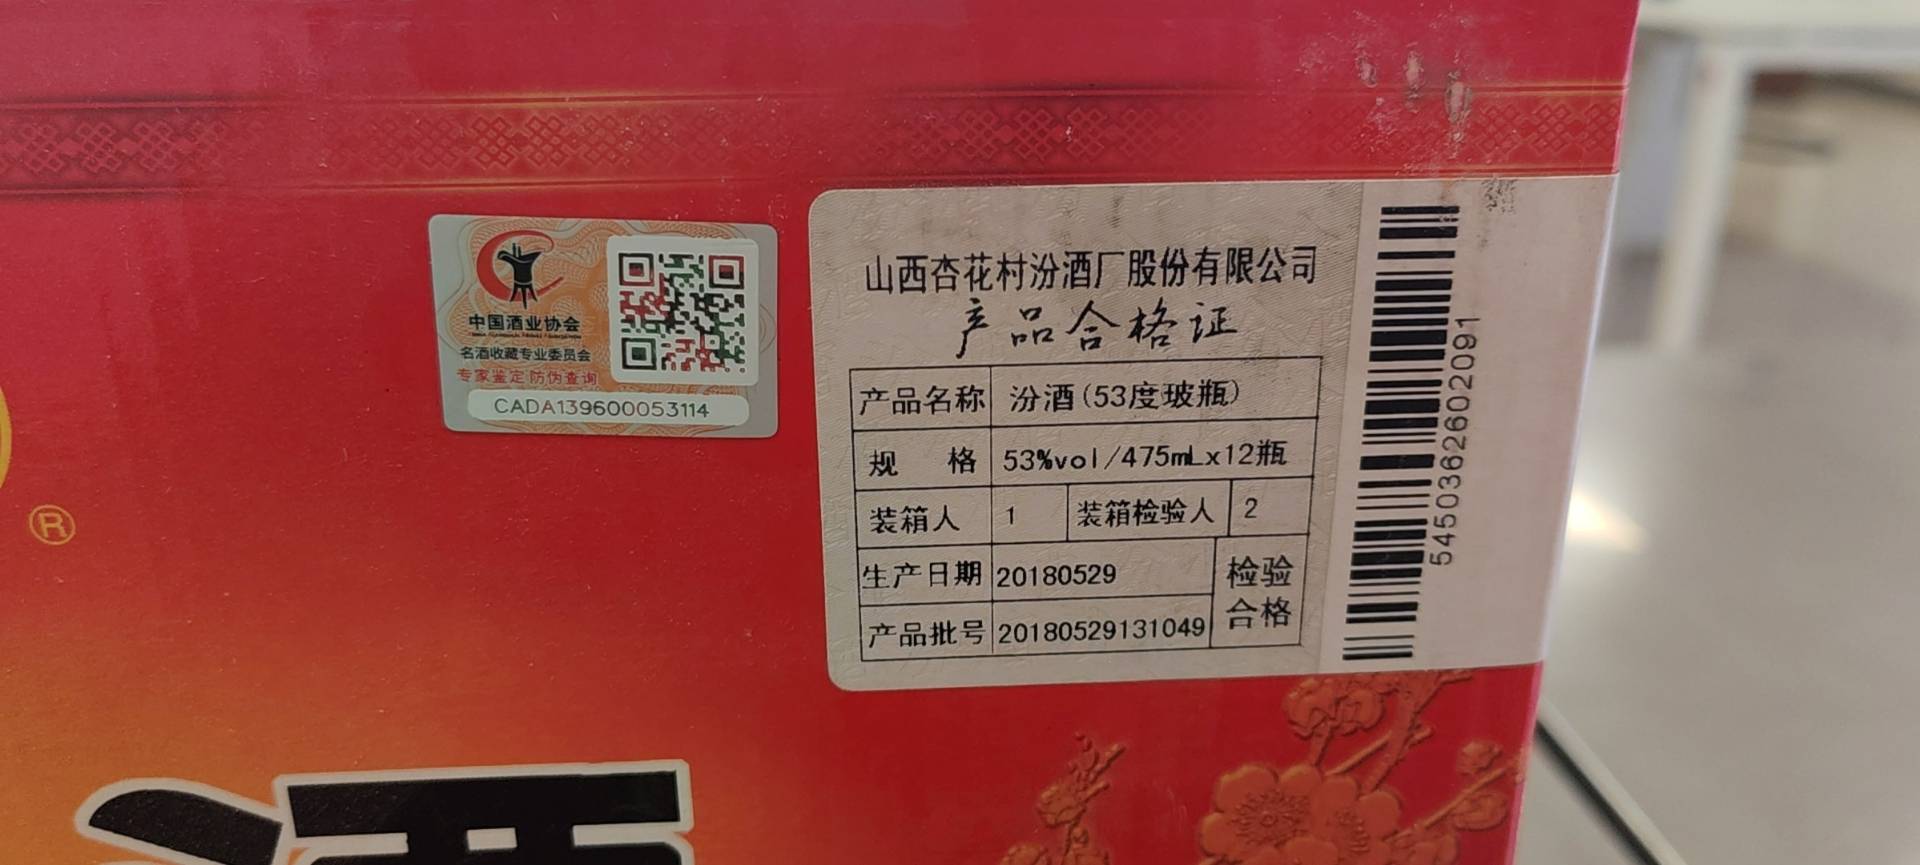 ®
中国酒业协会
名酒收藏专业委员会
专家鉴定 防伪查询
CADA139600053114
山西杏花村汾酒厂股份有限公司
产品合格证
产品名称 汾酒(53度玻瓶)
规 格 53%vol/475mLx12瓶
装箱人 1 装箱检验人 2
生产日期 20180529
产品批号 20180529131049
检验
合格
5450362602091
酒